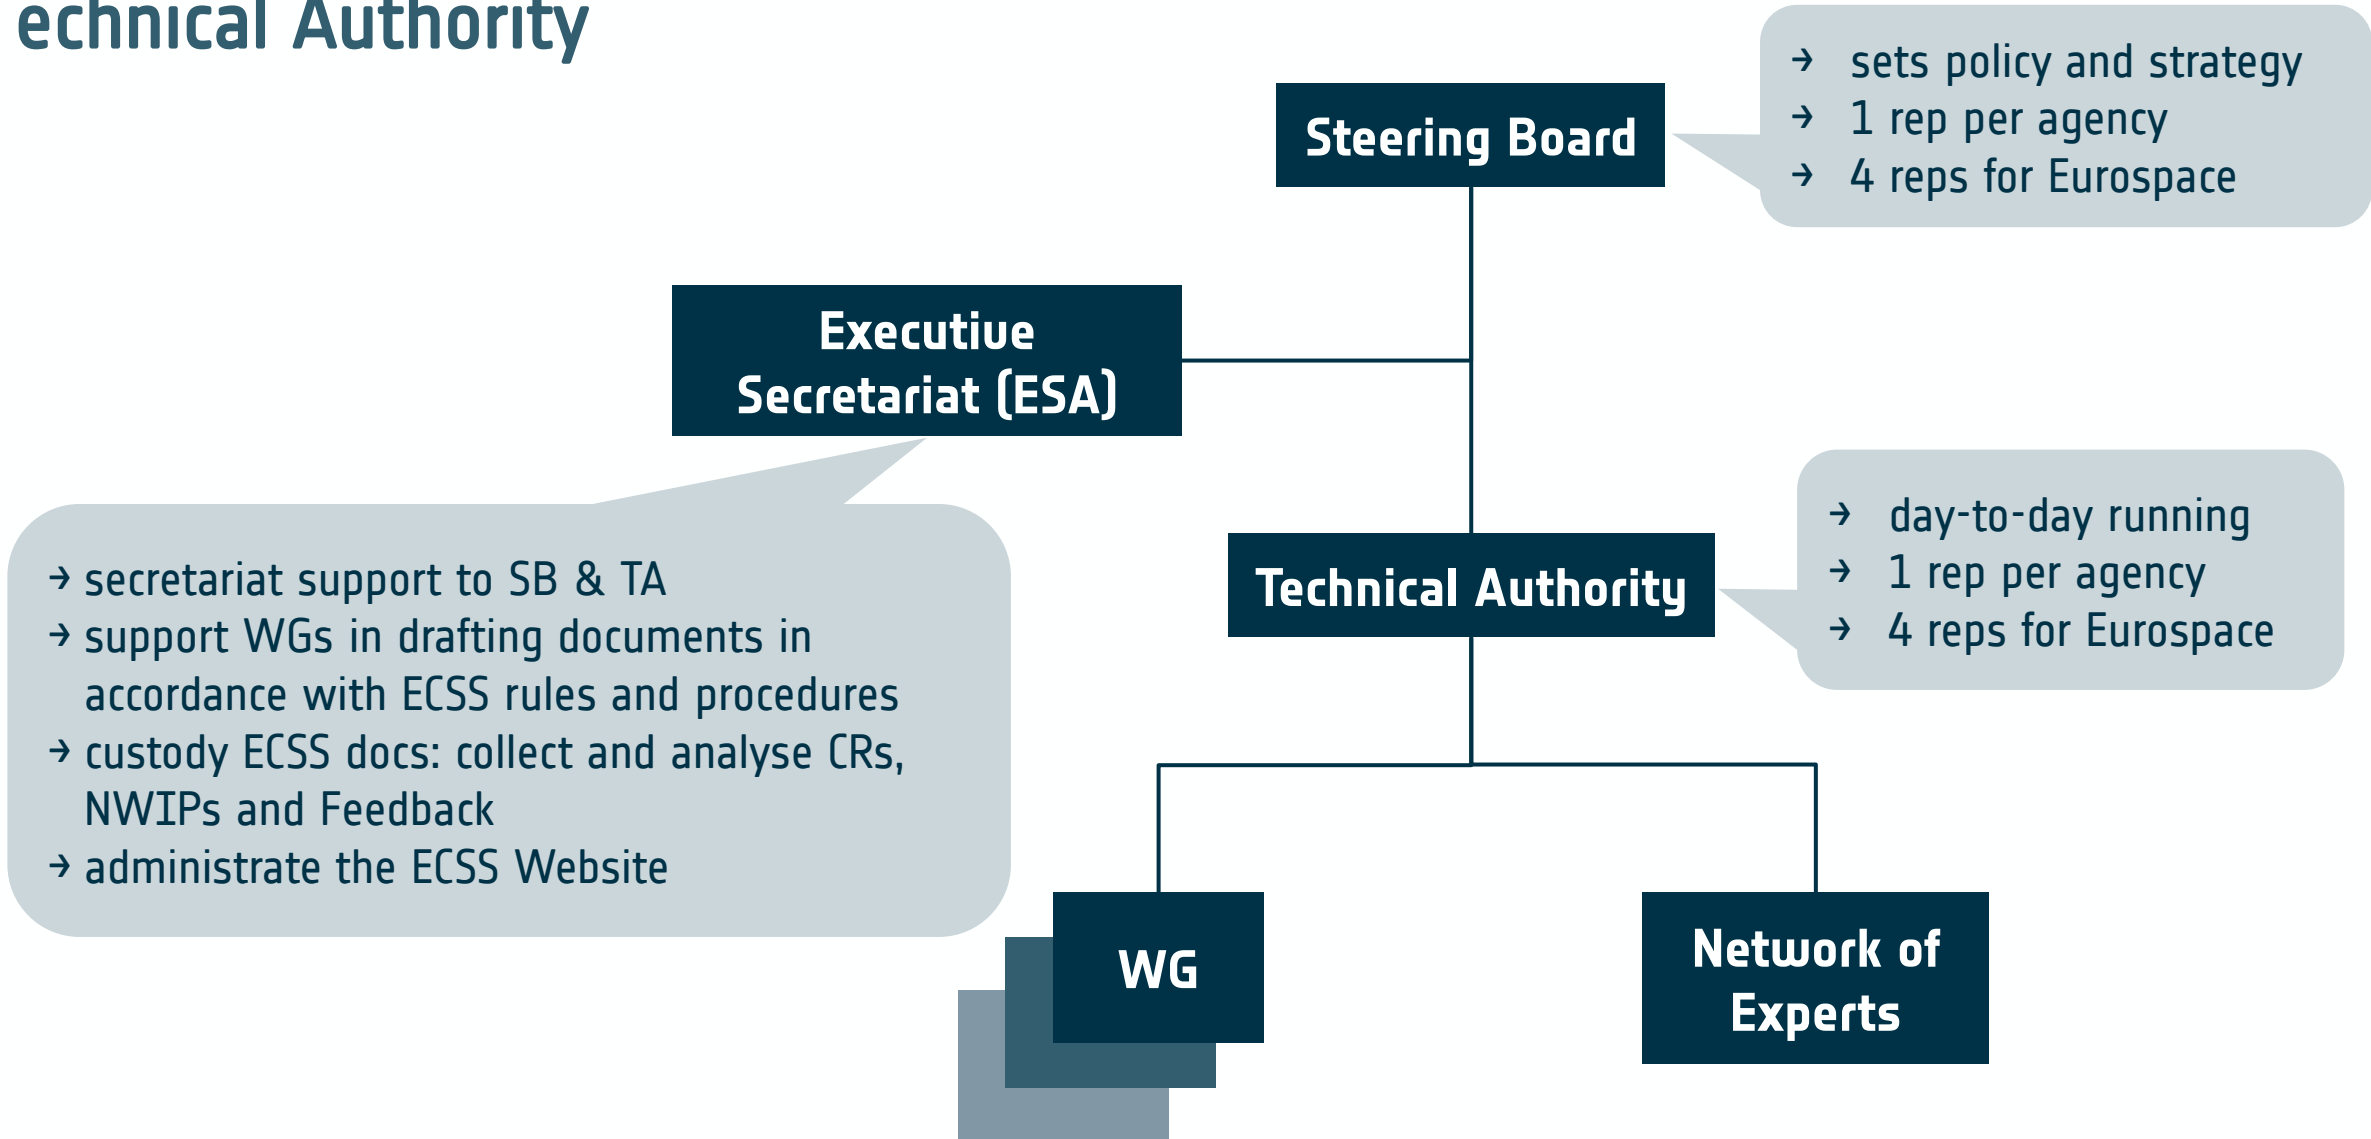 echnical Authority
→ sets policy and strategy
→ 1 rep per agency
→ 4 reps for Eurospace
Steering Board
Executive
Secretariat (ESA)
→ secretariat support to SB & TA
→ support WGs in drafting documents in
accordance with ECSS rules and procedures
→ custody ECSS docs: collect and analyse CRs,
NWIPs and Feedback
→ administrate the ECSS Website
→ day-to-day running
→ 1 rep per agency
→ 4 reps for Eurospace
Technical Authority
WG
Network of
Experts